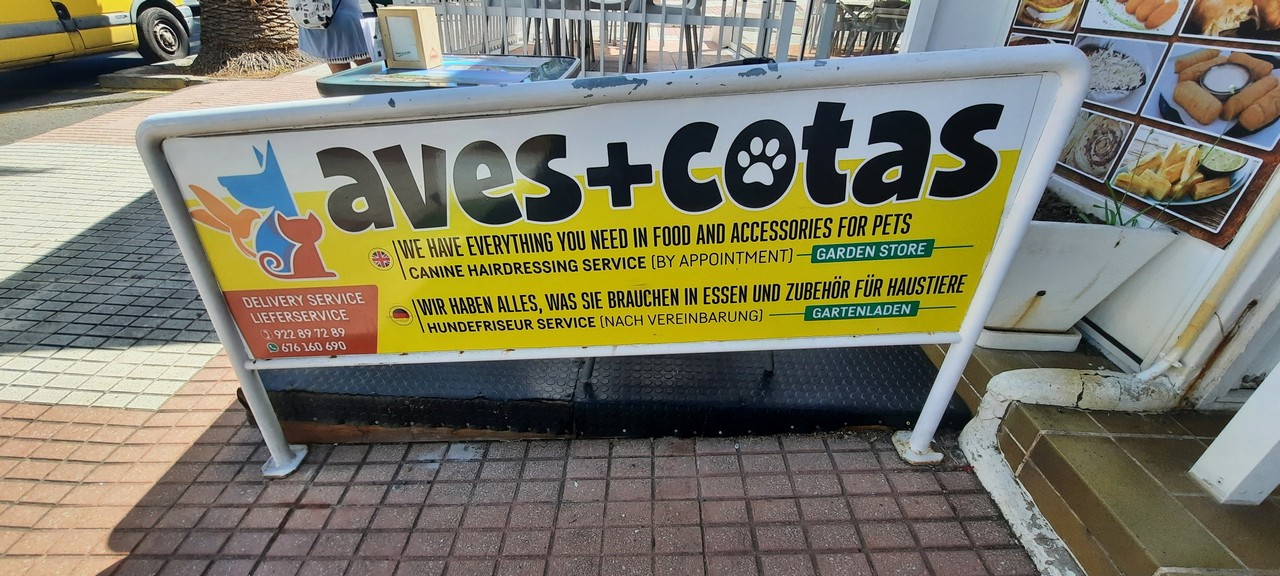 aves+cotas
WE HAVE EVERYTHING YOU NEED IN FOOD AND ACCESSORIES FOR PETS
CANINE HAIRDRESSING SERVICE (BY APPOINTMENT) GARDEN STORE
WIR HABEN ALLES, WAS SIE BRAUCHEN IN ESSEN UND ZUBEHÖR FÜR HAUSTIERE
HUNDEFRISEUR SERVICE (NACH VEREINBARUNG) GARTENLADEN
DELIVERY SERVICE
LIEFERSERVICE
922 89 72 89
676 160 690